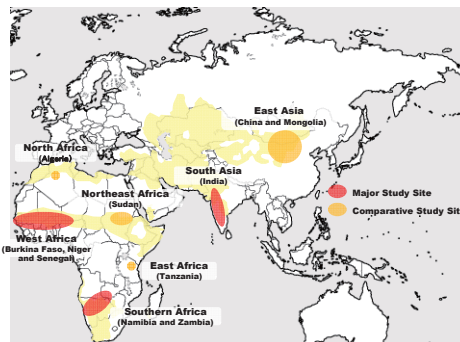 East Asia
(China and Mongolia)
North Africa
(Algeria)
South Asia
(India)
Northeast Africa
(Sudan)
Major Study Site
Comparative Study Site
West Africa
(Burkina Faso, Niger
and Senegal)
East Africa
(Tanzania)
Southern Africa
(Namibia and Zambia)